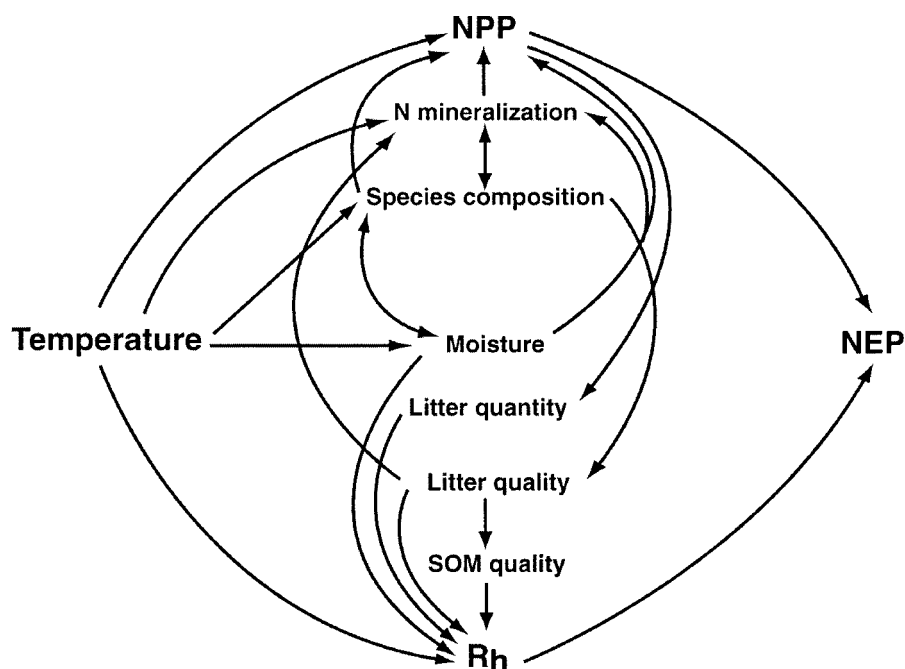 NPP
N mineralization
Species composition
Temperature
Moisture
NEP
Litter quantity
Litter quality
SOM quality
Rh